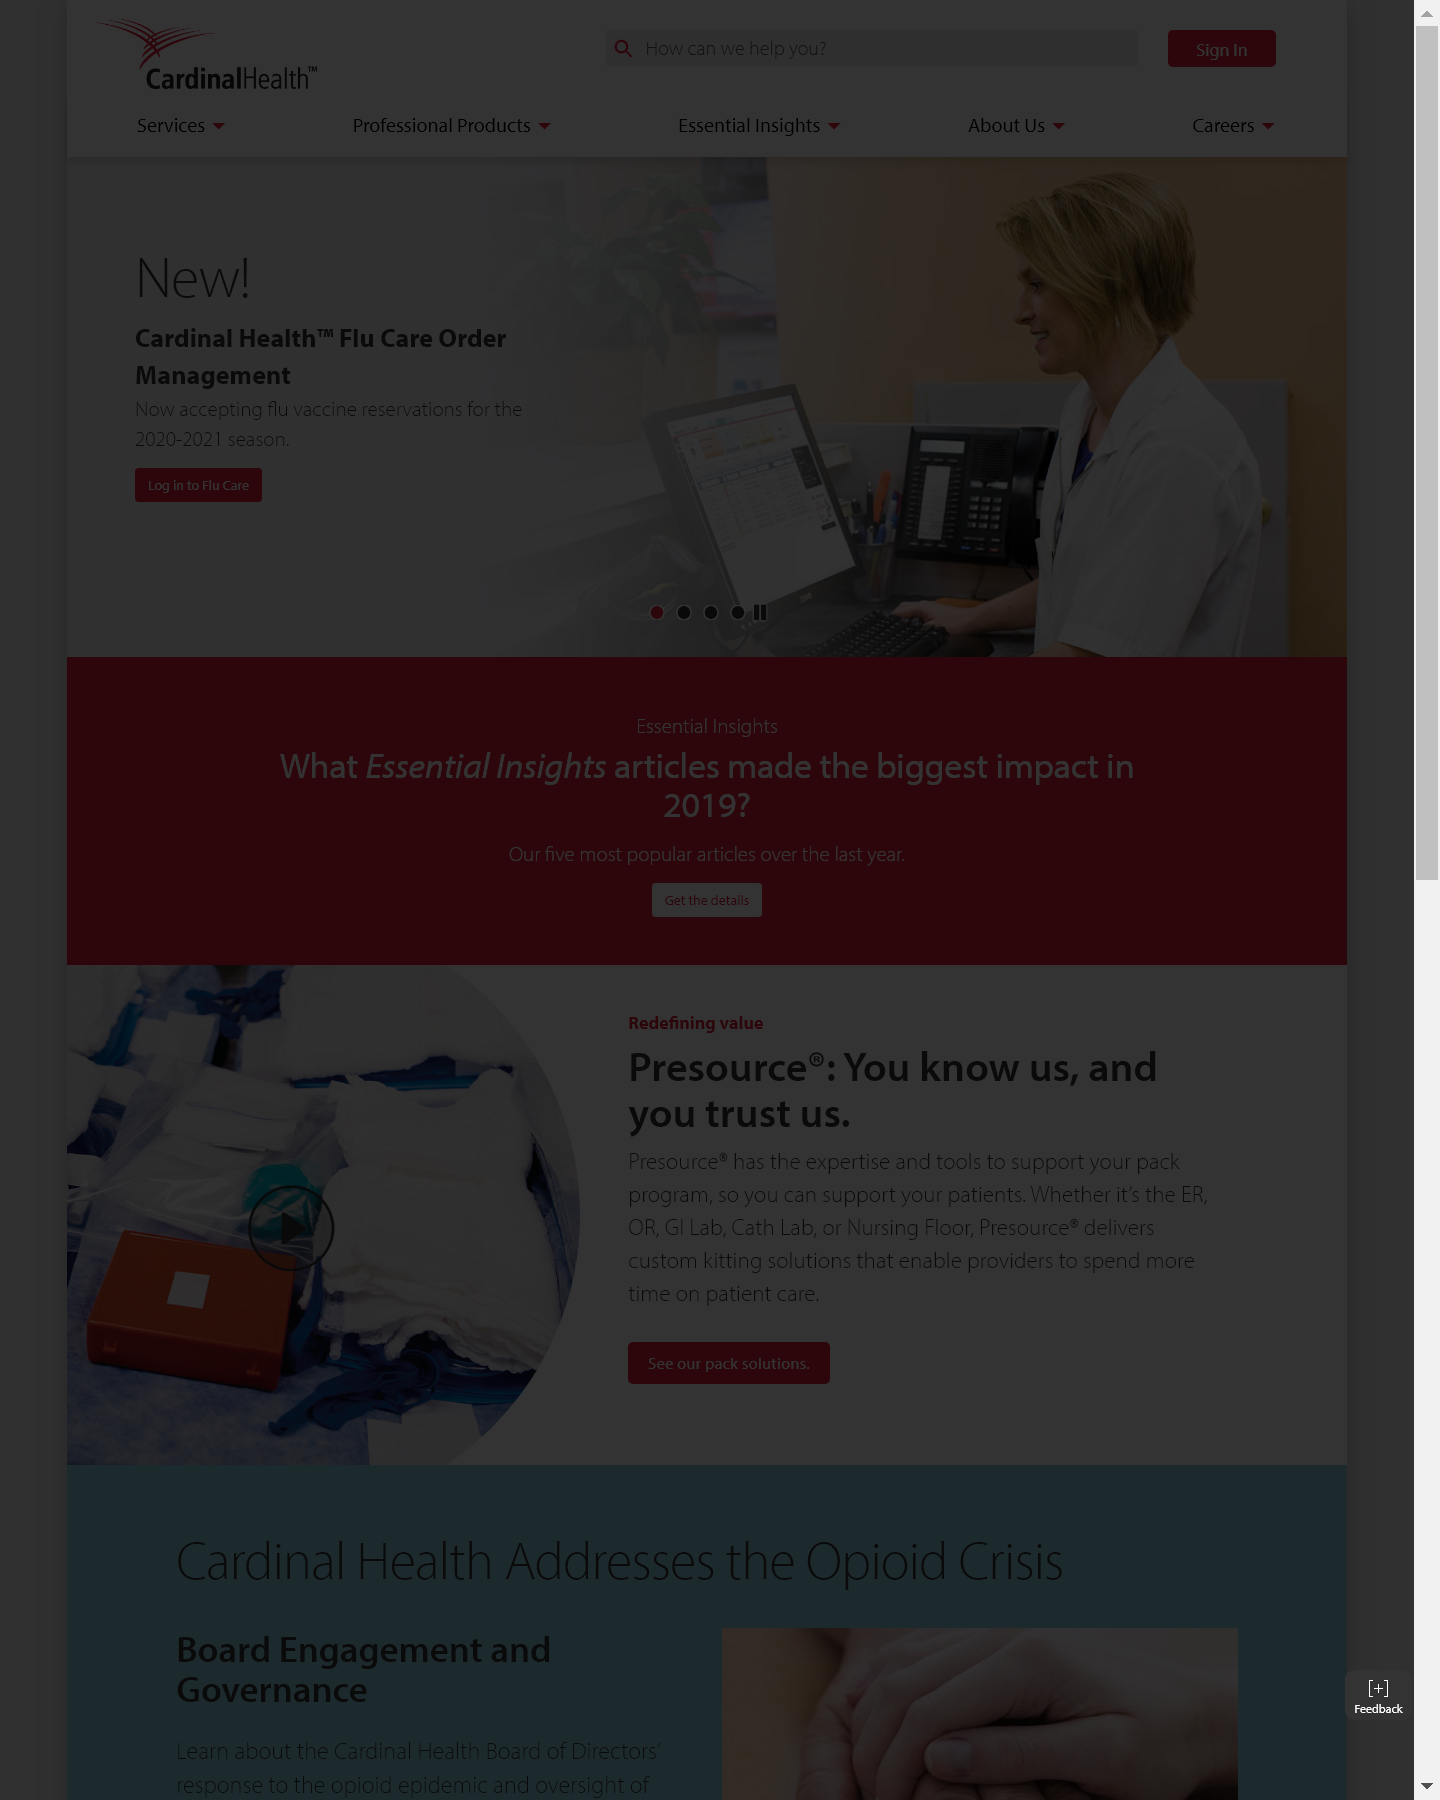 CardinalHealth™
How can we help you?
Sign In
Services
Professional Products
Essential Insights
About Us
Careers
New!
Cardinal Health™ Flu Care Order
Management
Now accepting flu vaccine reservations for the
2020-2021 season.
Log in to Flu Care
Essential Insights
What Essential Insights articles made the biggest impact in
2019?
Our five most popular articles over the last year.
Get the details
Redefining value
Presource®: You know us, and
you trust us.
Presource® has the expertise and tools to support your pack
program, so you can support your patients. Whether it’s the ER,
OR, GI Lab, Cath Lab, or Nursing Floor, Presource® delivers
custom kitting solutions that enable providers to spend more
time on patient care.
See our pack solutions.
Cardinal Health Addresses the Opioid Crisis
Board Engagement and
Governance
Learn about the Cardinal Health Board of Directors’
response to the opioid epidemic and oversight of
[+]
Feedback